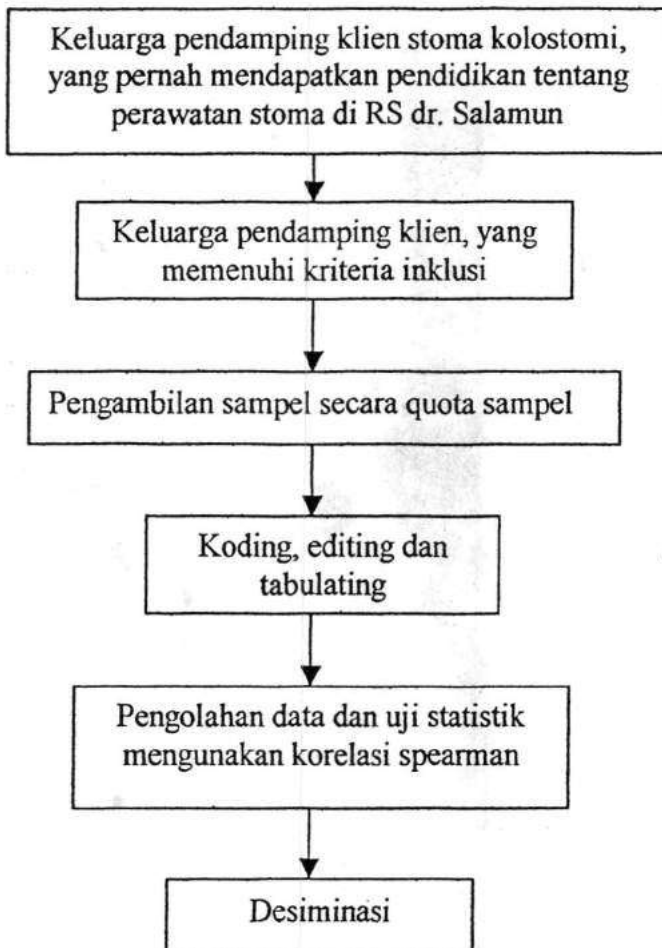 Keluarga pendamping klien stoma kolostomi,
yang pernah mendapatkan pendidikan tentang
perawatan stoma di RS dr. Salamun
Keluarga pendamping klien, yang
memenuhi kriteria inklusi
Pengambilan sampel secara quota sampel
Koding, editing dan
tabulating
Pengolahan data dan uji statistik
mengunakan korelasi spearman
Desiminasi